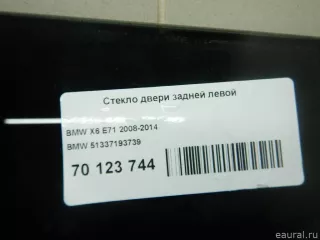 Стекло двери задней левой
BMW X6 E71 2008-2014
BMW 51337193739
70 123 744
eaural.ru